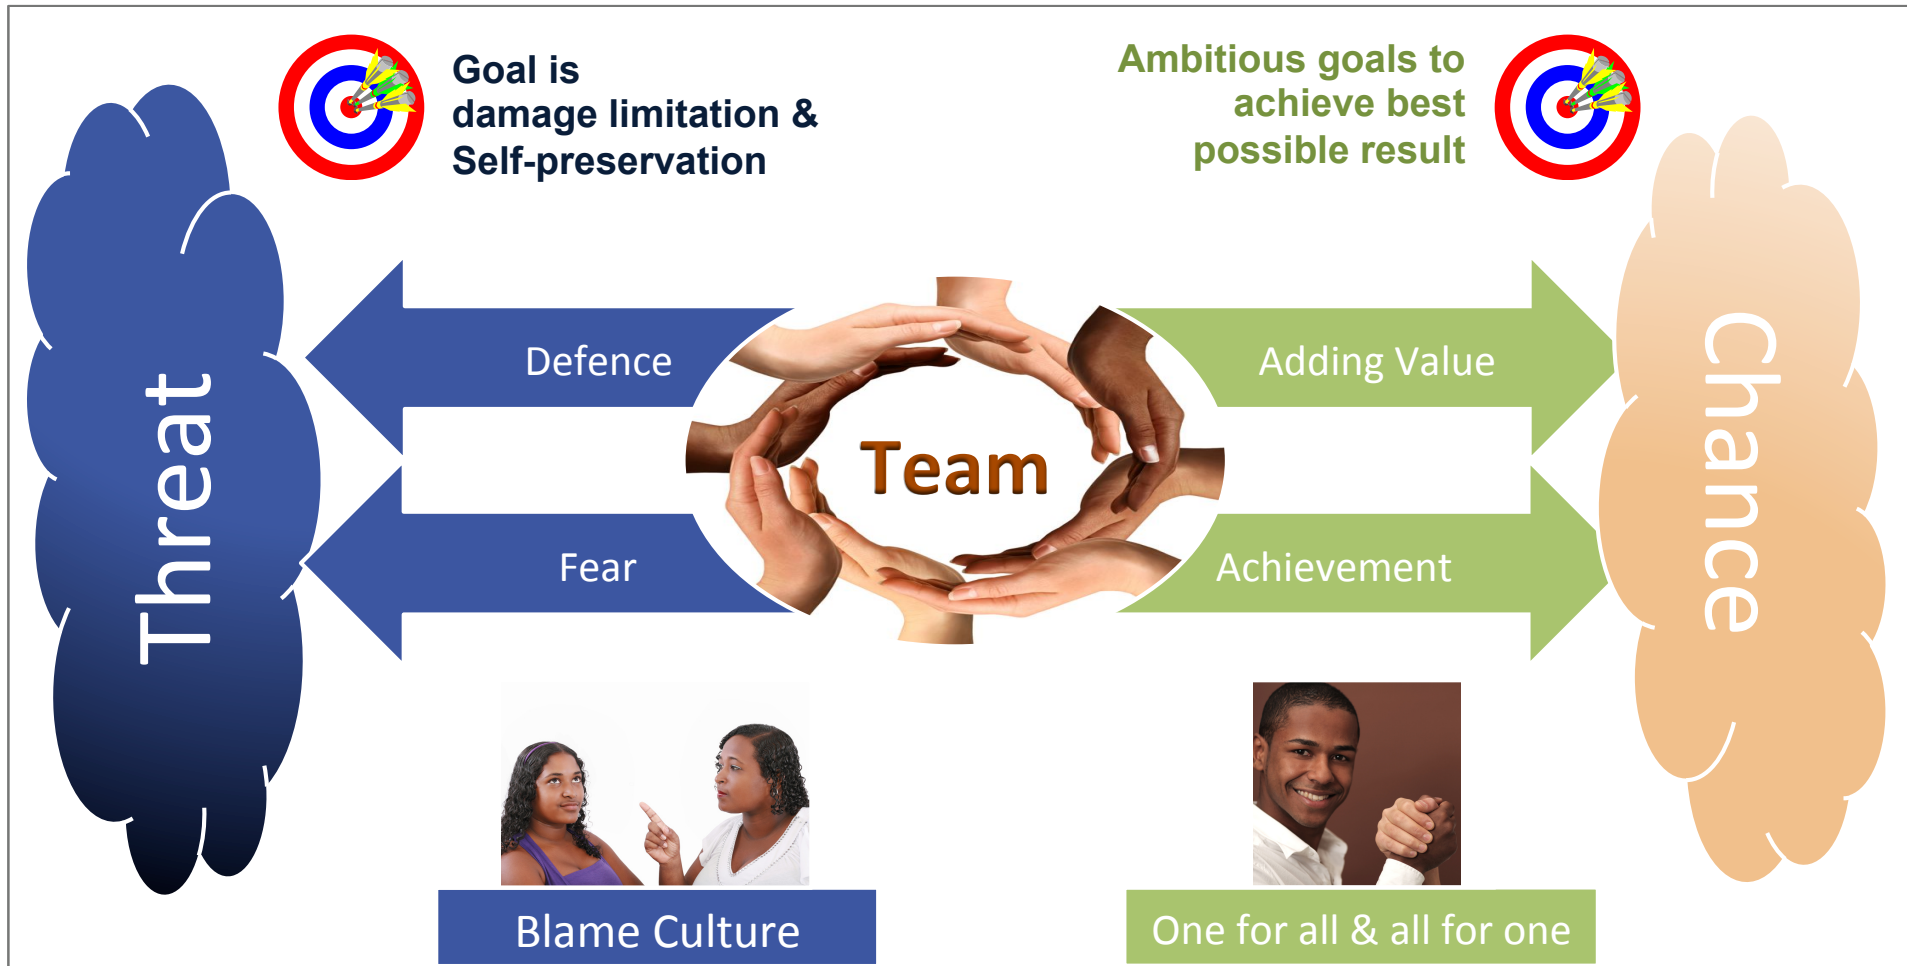 Goal is
damage limitation &
Self-preservation
Ambitious goals to
achieve best
possible result
Threat
Defence
Fear
Team
Adding Value
Achievement
Chance
Blame Culture
One for all & all for one